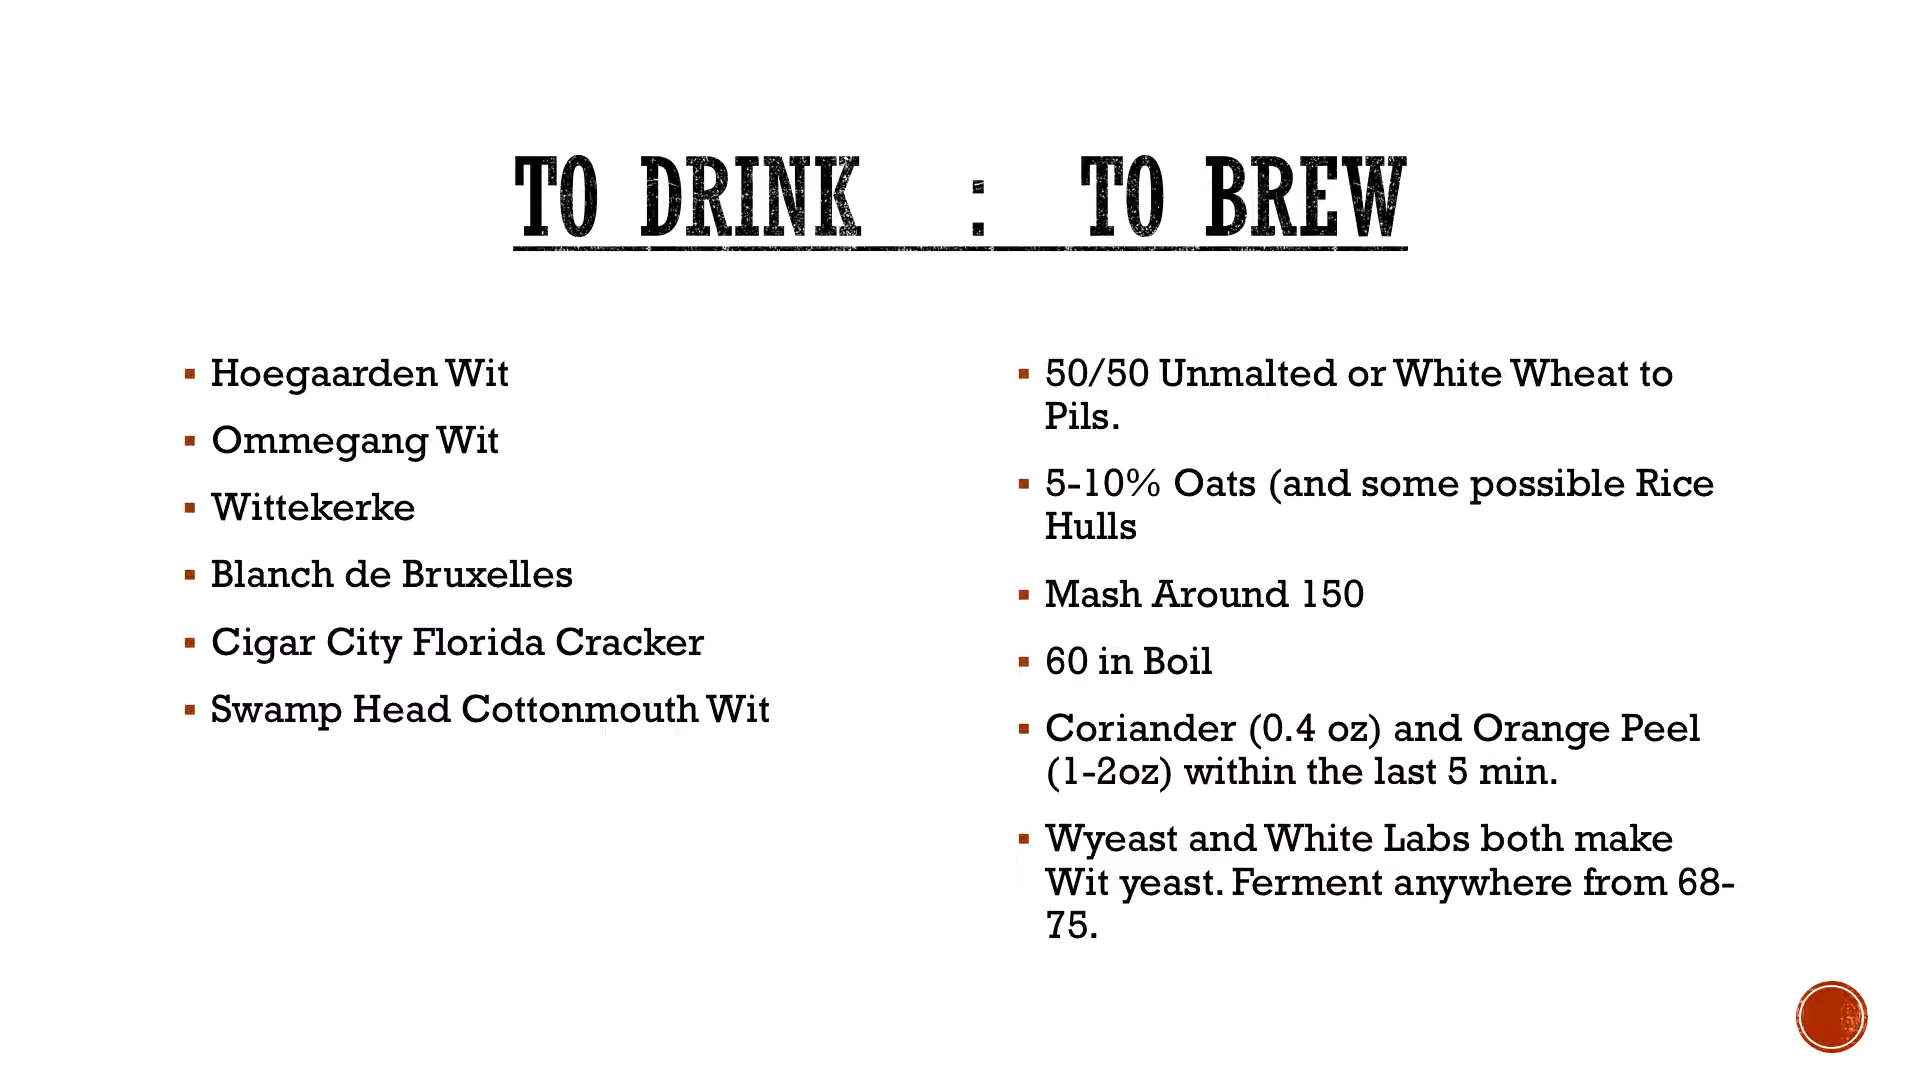 TO DRINK : TO BREW
▪ Hoegaarden Wit
▪ Ommegang Wit
▪ Wittekerke
▪ Blanch de Bruxelles
▪ Cigar City Florida Cracker
▪ Swamp Head Cottonmouth Wit
▪ 50/50 Unmalted or White Wheat to
Pils.
▪ 5-10% Oats (and some possible Rice
Hulls
▪ Mash Around 150
▪ 60 in Boil
▪ Coriander (0.4 oz) and Orange Peel
(1-2oz) within the last 5 min.
▪ Wyeast and White Labs both make
Wit yeast. Ferment anywhere from 68-
75.